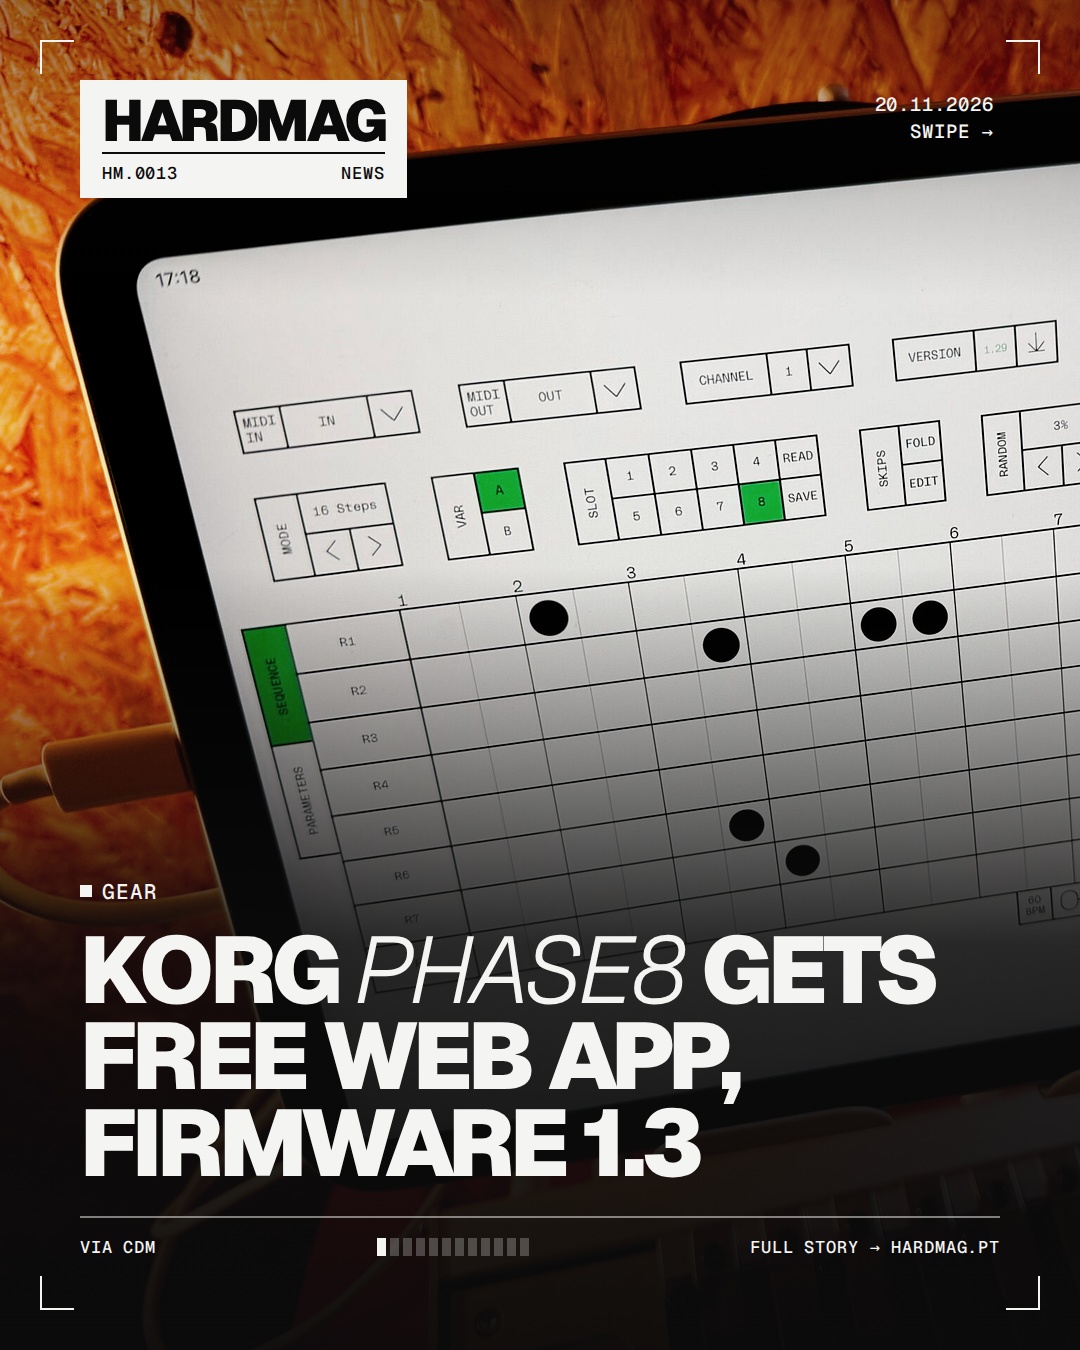 HARDMAG
HM.0013 NEWS
20.11.2026
SWIPE →
17:18
MIDI IN IN
MIDI OUT OUT
CHANNEL 1
VERSION 1.29
MODE 16 Steps
VAR A B
SLOT 1 2 3 4 READ
5 6 7 8 SAVE
SKIPS FOLD EDIT
RANDOM 3%
1 2 3 4 5 6 7
SEQUENCE
PARAMETERS
R1
R2
R3
R4
R5
R6
R7
60 BPM
GEAR
KORG PHASE8 GETS
FREE WEB APP,
FIRMWARE 1.3
VIA CDM
FULL STORY → HARDMAG.PT